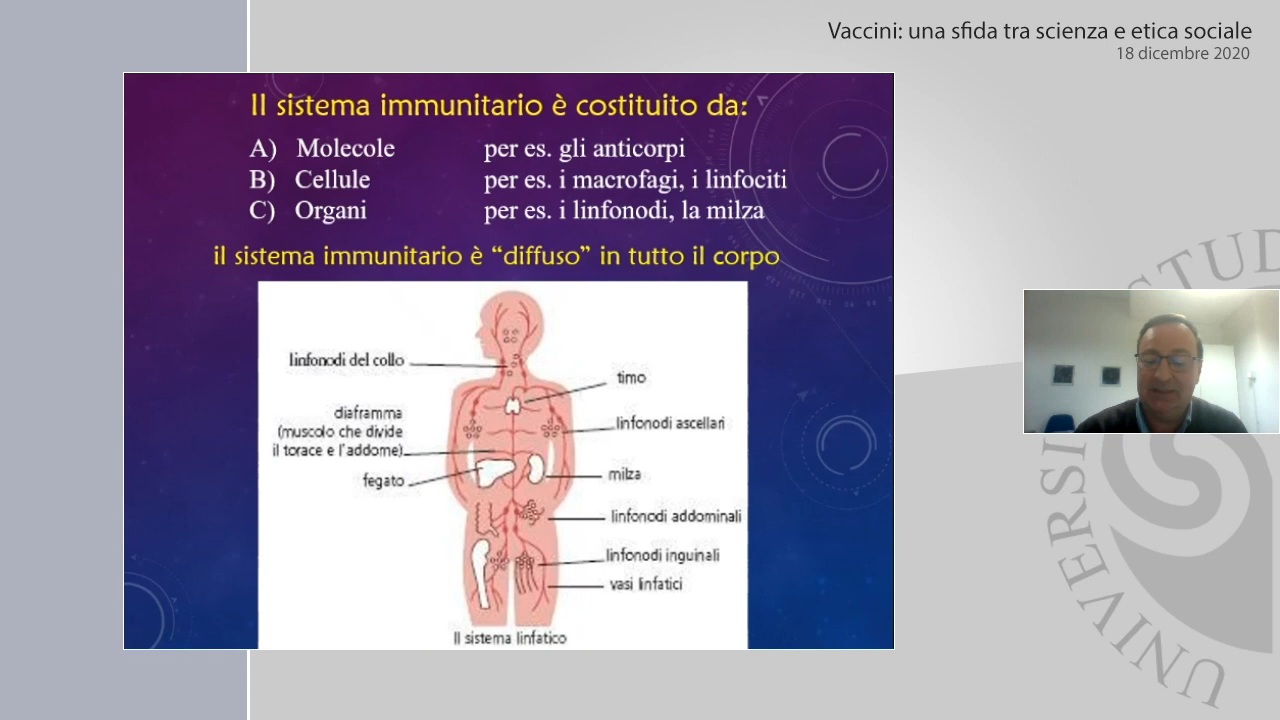 Vaccini: una sfida tra scienza e etica sociale
18 dicembre 2020
Il sistema immunitario è costituito da:
A) Molecole per es. gli anticorpi
B) Cellule per es. i macrofagi, i linfociti
C) Organi per es. i linfonodi, la milza
il sistema immunitario è “diffuso” in tutto il corpo
linfonodi del collo
timo
diaframma
(muscolo che divide
il torace e l'addome)
linfonodi ascellari
fegato
milza
linfonodi addominali
linfonodi inguinali
vasi linfatici
Il sistema linfatico
UNIVERSI
STUD